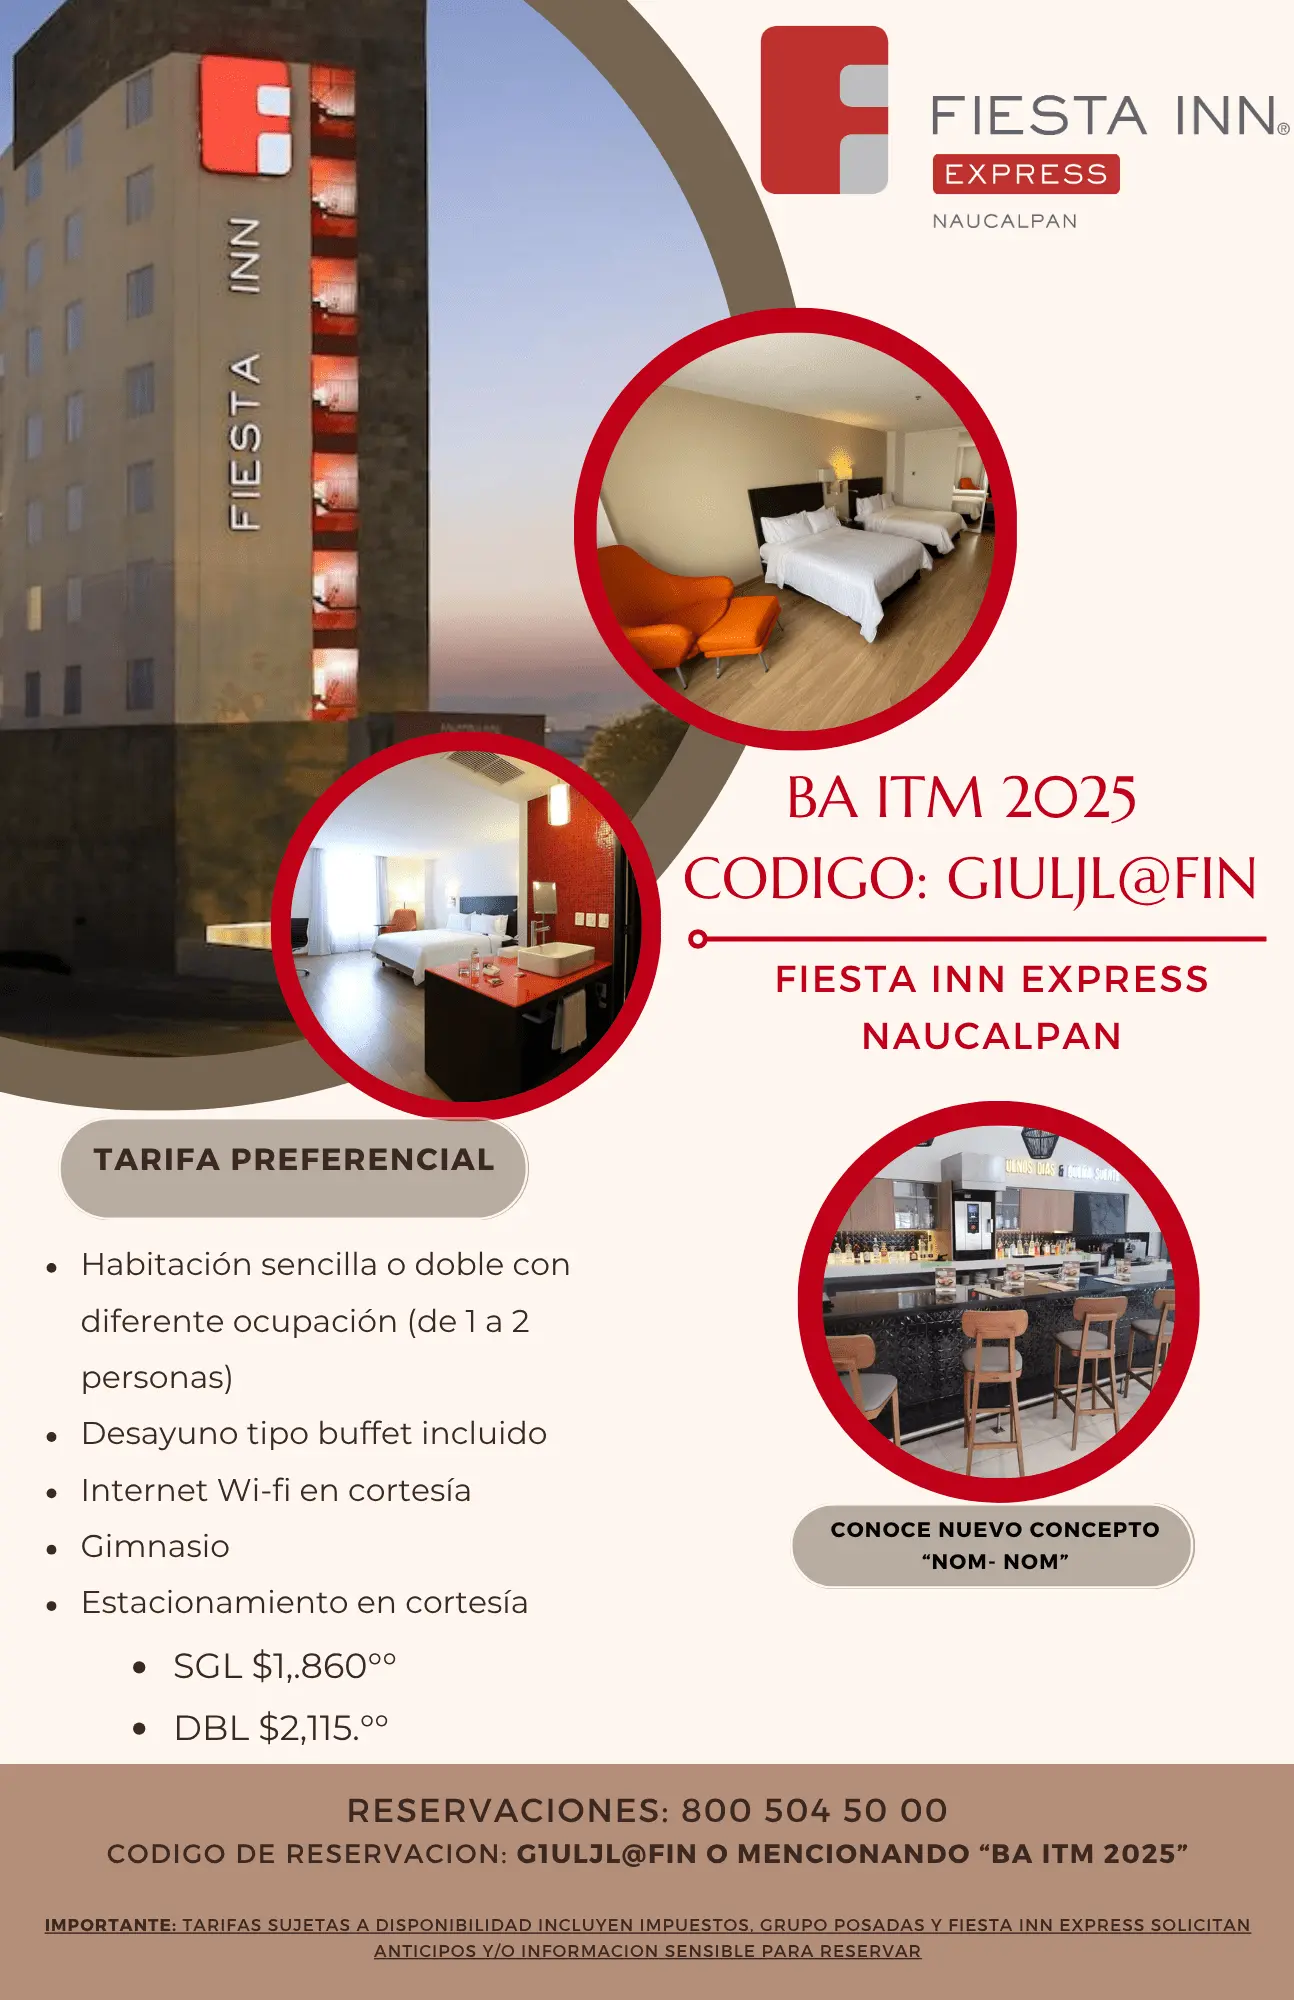 FIESTA INN
FIESTA INN®
EXPRESS
NAUCALPAN
BA ITM 2025
CODIGO: G1ULJL@FIN
FIESTA INN EXPRESS
NAUCALPAN
TARIFA PREFERENCIAL
• Habitación sencilla o doble con
diferente ocupación (de 1 a 2
personas)
• Desayuno tipo buffet incluido
• Internet Wi-fi en cortesía
• Gimnasio
• Estacionamiento en cortesía
• SGL $1,.860°°
• DBL $2,115.°°
CONOCE NUEVO CONCEPTO
“NOM- NOM”
RESERVACIONES: 800 504 50 00
CODIGO DE RESERVACION: G1ULJL@FIN O MENCIONANDO “BA ITM 2025”
IMPORTANTE: TARIFAS SUJETAS A DISPONIBILIDAD INCLUYEN IMPUESTOS, GRUPO POSADAS Y FIESTA INN EXPRESS SOLICITAN
ANTICIPOS Y/O INFORMACION SENSIBLE PARA RESERVAR